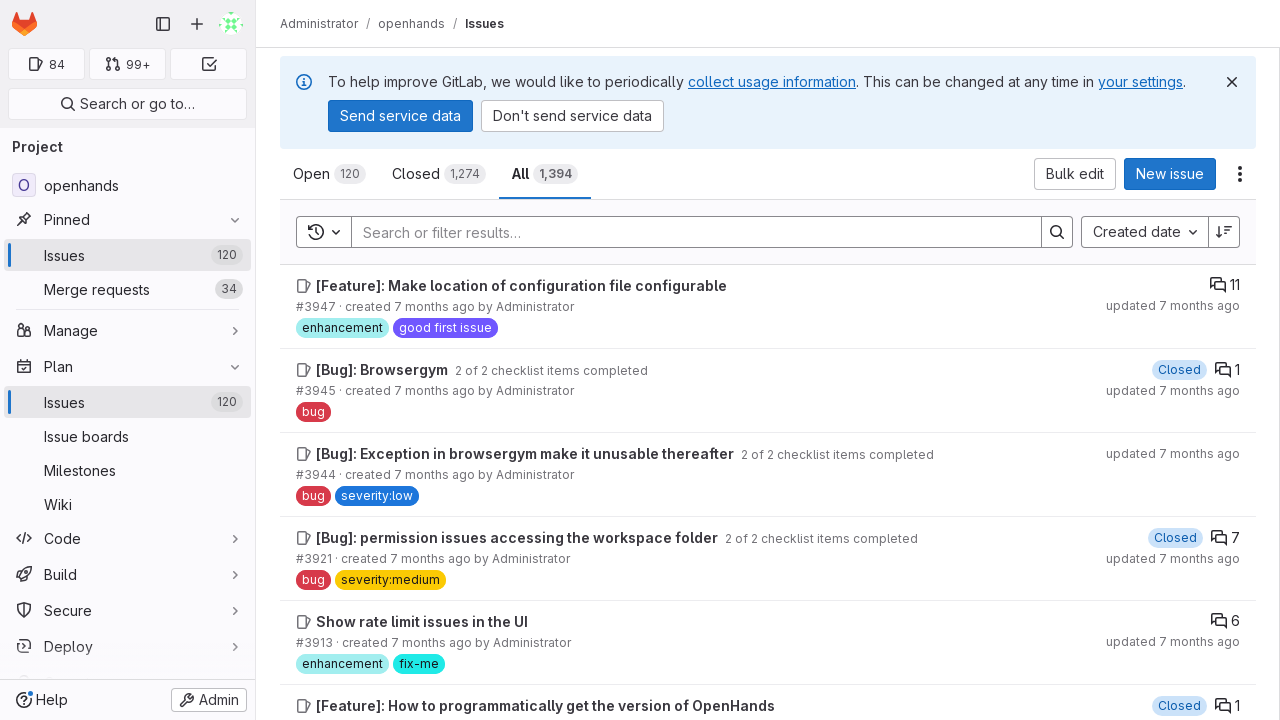 Administrator / openhands / Issues
84 99+
Search or go to…
Project
O openhands
Pinned
Issues 120
Merge requests 34
Manage
Plan
Issues 120
Issue boards
Milestones
Wiki
Code
Build
Secure
Deploy
Help Admin
To help improve GitLab, we would like to periodically collect usage information. This can be changed at any time in your settings.
Send service data Don't send service data
Open 120 Closed 1,274 All 1,394 Bulk edit New issue
Search or filter results… Created date
[Feature]: Make location of configuration file configurable 11
#3947 · created 7 months ago by Administrator updated 7 months ago
enhancement good first issue
[Bug]: Browsergym 2 of 2 checklist items completed Closed 1
#3945 · created 7 months ago by Administrator updated 7 months ago
bug
[Bug]: Exception in browsergym make it unusable thereafter 2 of 2 checklist items completed updated 7 months ago
#3944 · created 7 months ago by Administrator
bug severity:low
[Bug]: permission issues accessing the workspace folder 2 of 2 checklist items completed Closed 7
#3921 · created 7 months ago by Administrator updated 7 months ago
bug severity:medium
Show rate limit issues in the UI 6
#3913 · created 7 months ago by Administrator updated 7 months ago
enhancement fix-me
[Feature]: How to programmatically get the version of OpenHands Closed 1